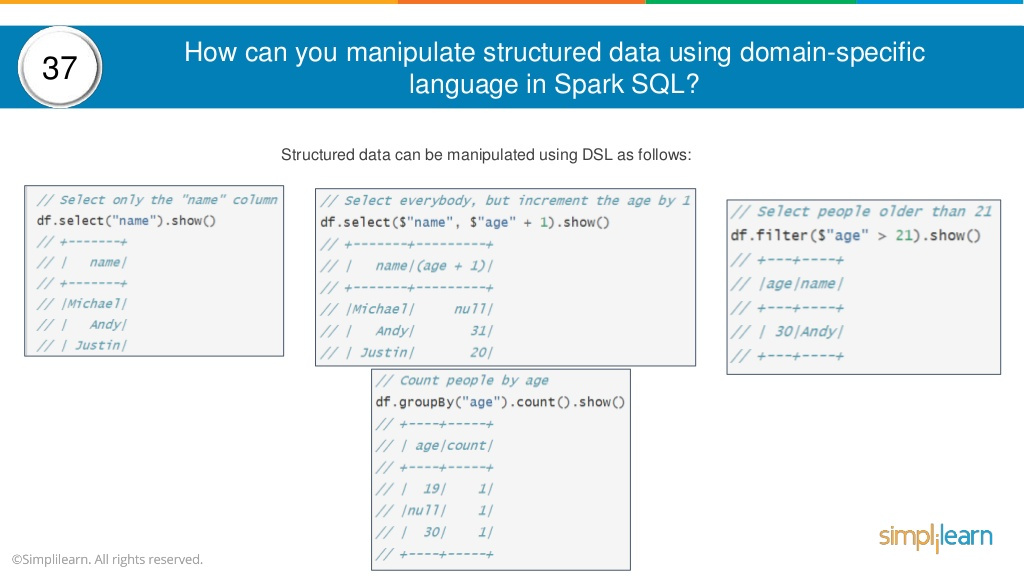 37
How can you manipulate structured data using domain-specific
language in Spark SQL?
Structured data can be manipulated using DSL as follows:
// Select only the "name" column
df.select("name").show()
// +-------+
// |   name|
// +-------+
// |Michael|
// |   Andy|
// | Justin|
// Select everybody, but increment the age by 1
df.select($"name", $"age" + 1).show()
// +-------+---------+
// |   name|(age + 1)|
// +-------+---------+
// |Michael|     null|
// |   Andy|       31|
// | Justin|       20|
// Select people older than 21
df.filter($"age" > 21).show()
// +---+----+
// |age|name|
// +---+----+
// | 30|Andy|
// +---+----+
// Count people by age
df.groupBy("age").count().show()
// +----+-----+
// | age|count|
// +----+-----+
// |  19|    1|
// |null|    1|
// |  30|    1|
// +----+-----+
simplilearn
©Simplilearn. All rights reserved.